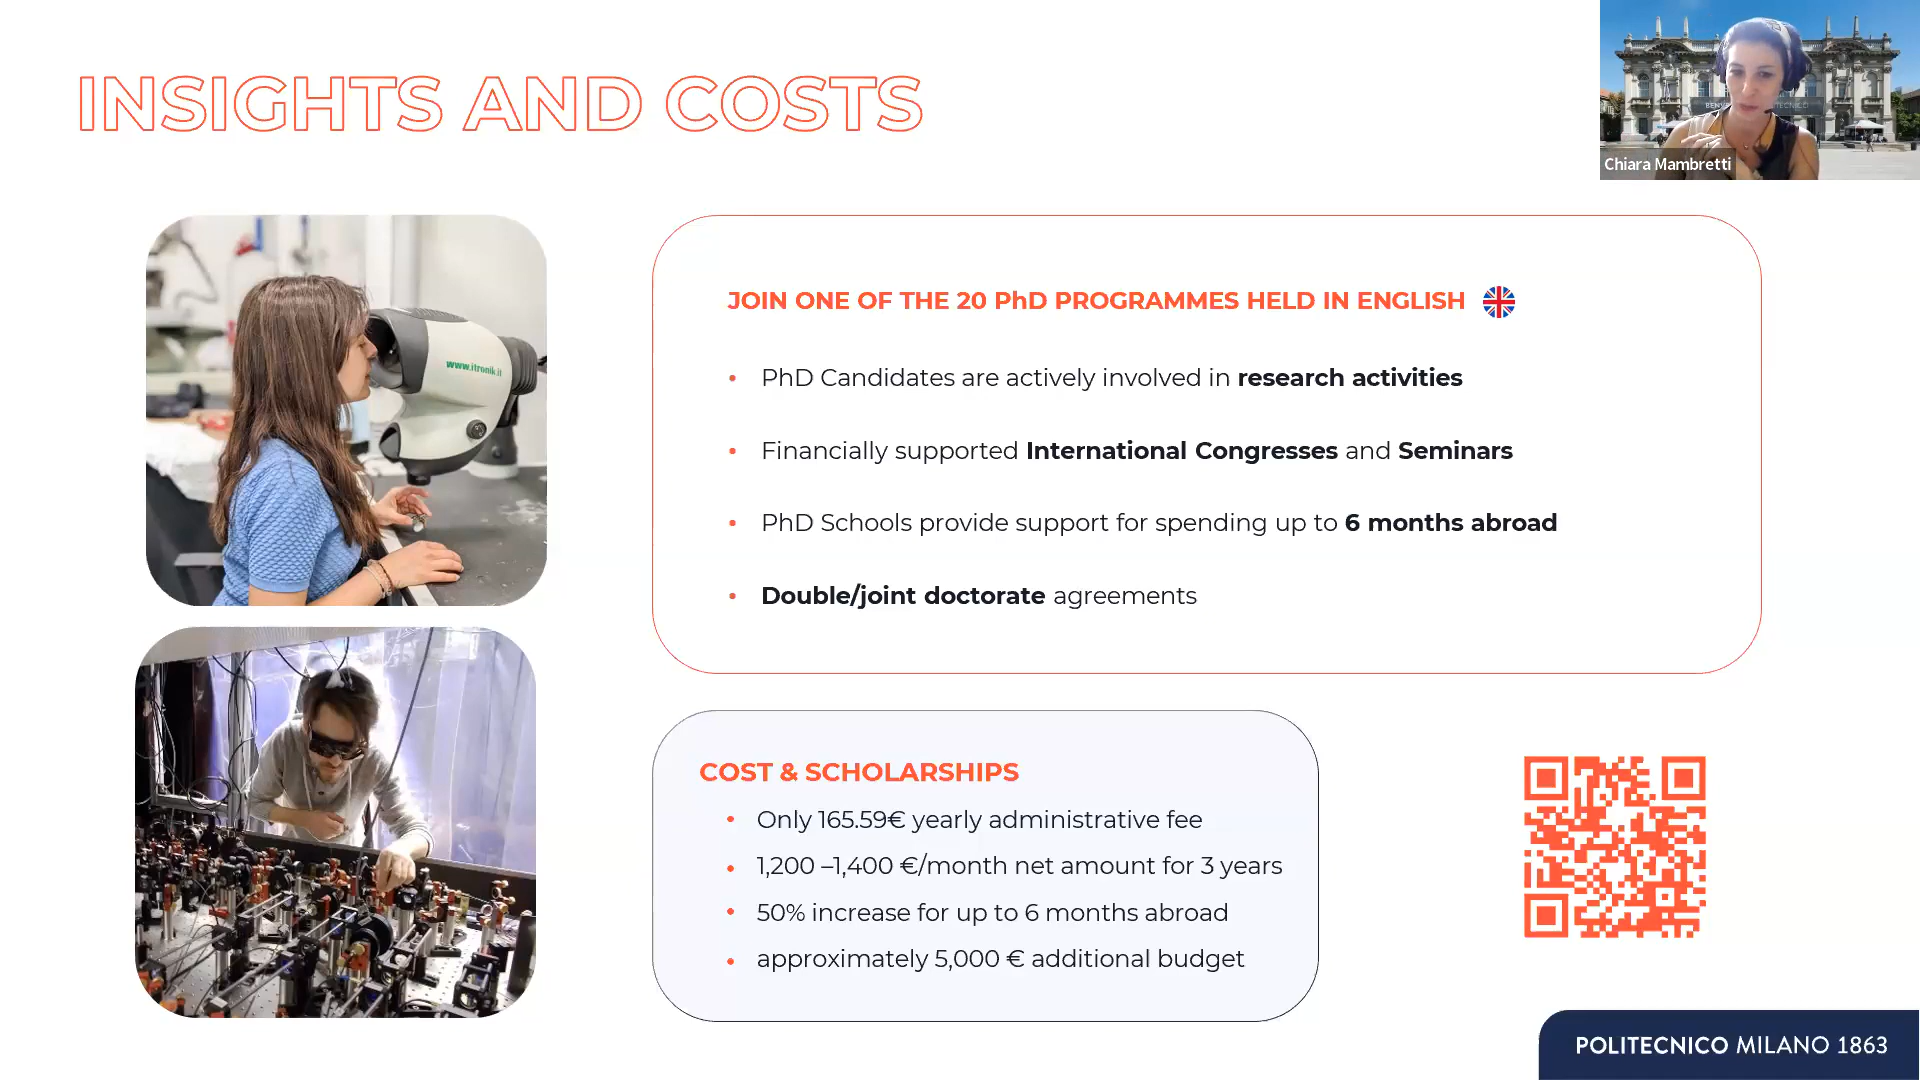 INSIGHTS AND COSTS
Chiara Mambretti
www.itronik.it
JOIN ONE OF THE 20 PhD PROGRAMMES HELD IN ENGLISH
• PhD Candidates are actively involved in research activities
• Financially supported International Congresses and Seminars
• PhD Schools provide support for spending up to 6 months abroad
• Double/joint doctorate agreements
COST & SCHOLARSHIPS
• Only 165.59€ yearly administrative fee
• 1,200 –1,400 €/month net amount for 3 years
• 50% increase for up to 6 months abroad
• approximately 5,000 € additional budget
POLITECNICO MILANO 1863